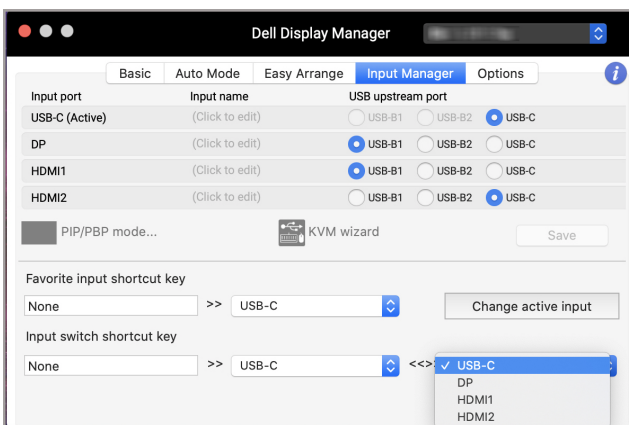 Dell Display Manager
Basic Auto Mode Easy Arrange Input Manager Options i
Input port Input name USB upstream port
USB-C (Active) (Click to edit) USB-B1 USB-B2 USB-C
DP (Click to edit) USB-B1 USB-B2 USB-C
HDMI1 (Click to edit) USB-B1 USB-B2 USB-C
HDMI2 (Click to edit) USB-B1 USB-B2 USB-C
PIP/PBP mode... KVM wizard Save
Favorite input shortcut key
None >> USB-C Change active input
Input switch shortcut key
None >> USB-C <<>> USB-C
DP
HDMI1
HDMI2